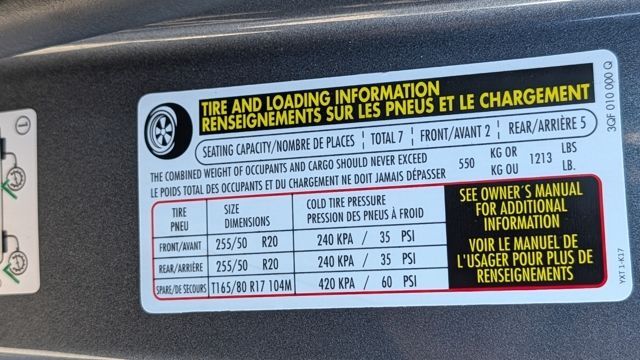 TIRE AND LOADING INFORMATION
RENSEIGNEMENTS SUR LES PNEUS ET LE CHARGEMENT
SEATING CAPACITY/NOMBRE DE PLACES TOTAL 7 FRONT/AVANT 2 REAR/ARRIÈRE 5
THE COMBINED WEIGHT OF OCCUPANTS AND CARGO SHOULD NEVER EXCEED 550 KG OR 1213 LBS
LE POIDS TOTAL DES OCCUPANTS ET DU CHARGEMENT NE DOIT JAMAIS DÉPASSER KG OU LB.
TIRE
PNEU
SIZE
DIMENSIONS
COLD TIRE PRESSURE
PRESSION DES PNEUS À FROID
FRONT/AVANT 255/50 R20 240 KPA / 35 PSI
REAR/ARRIÈRE 255/50 R20 240 KPA / 35 PSI
SPARE/DE SECOURS T165/80 R17 104M 420 KPA / 60 PSI
SEE OWNER'S MANUAL
FOR ADDITIONAL
INFORMATION
VOIR LE MANUEL DE
L'USAGER POUR PLUS DE
RENSEIGNEMENTS
3QF 010 000 Q
YXT1-K17